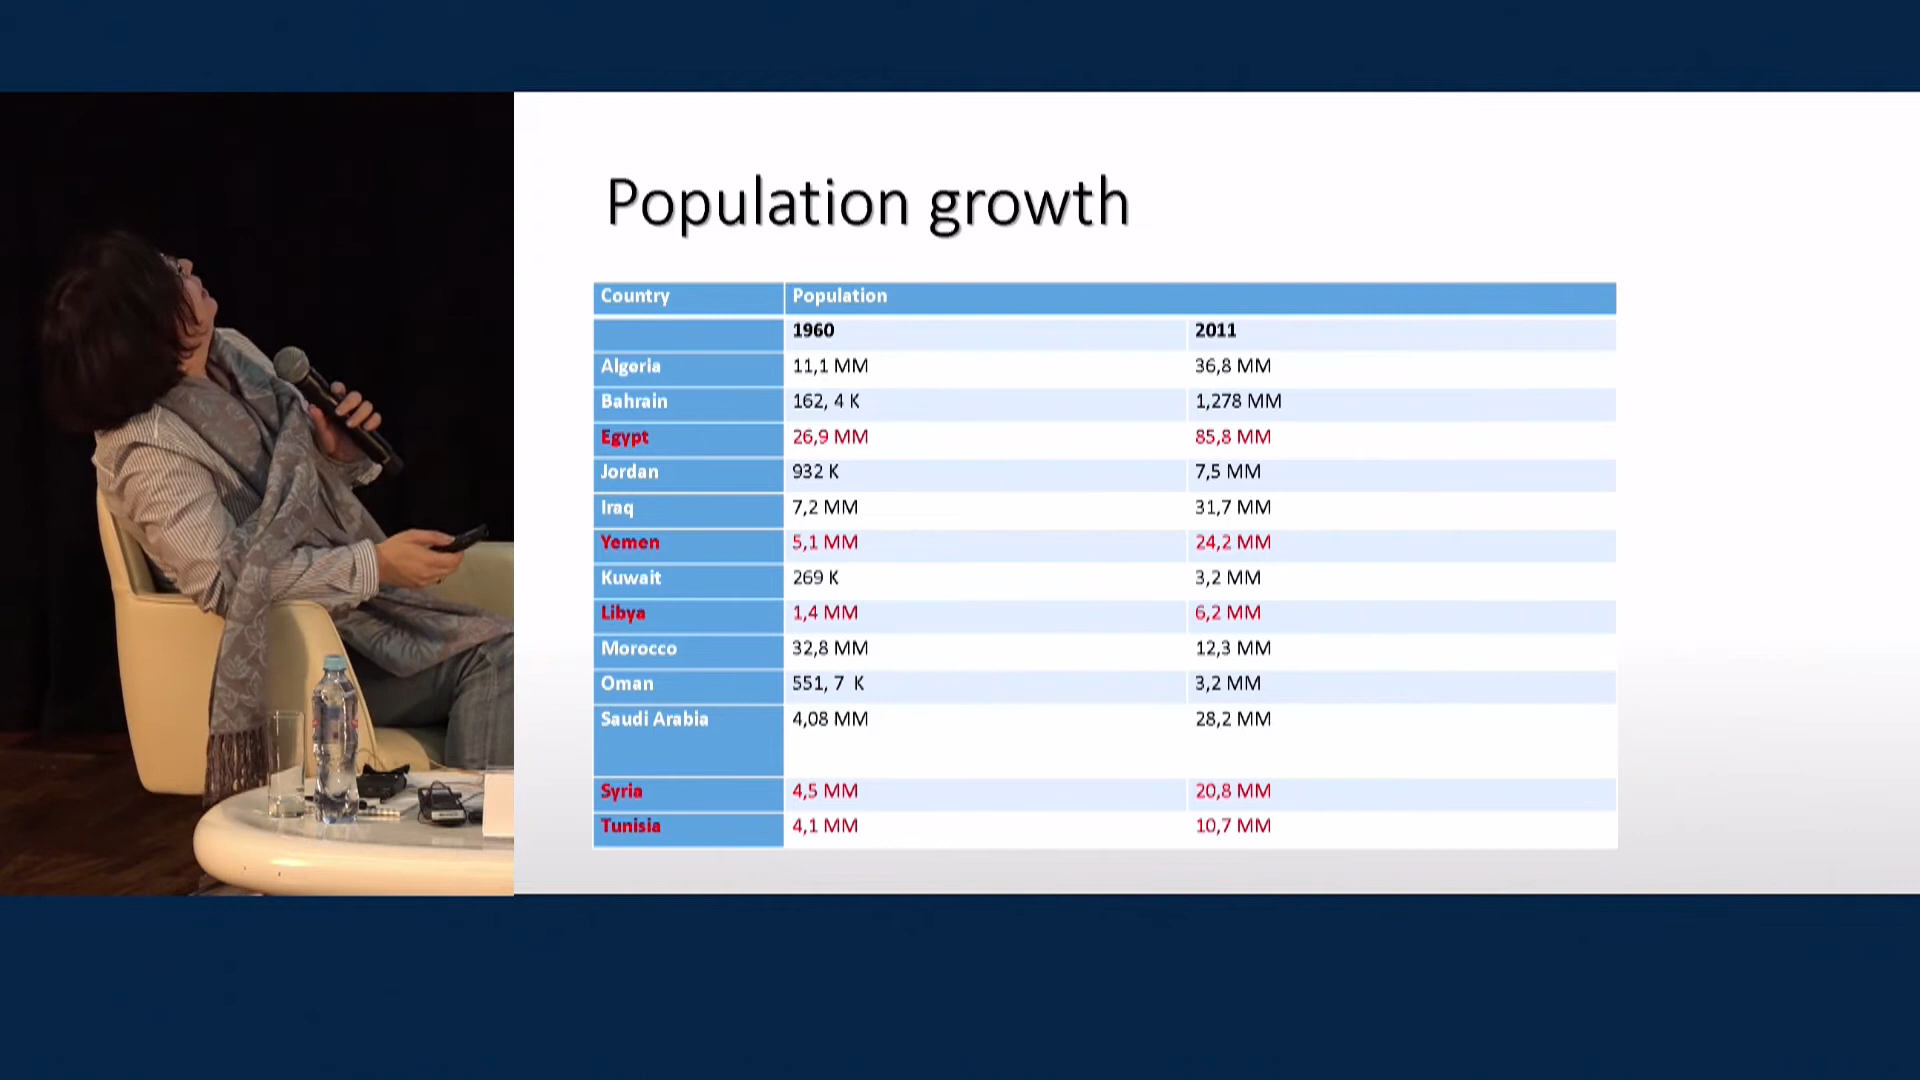 Population growth
Country Population
1960 2011
Algeria 11,1 MM 36,8 MM
Bahrain 162, 4 K 1,278 MM
Egypt 26,9 MM 85,8 MM
Jordan 932 K 7,5 MM
Iraq 7,2 MM 31,7 MM
Yemen 5,1 MM 24,2 MM
Kuwait 269 K 3,2 MM
Libya 1,4 MM 6,2 MM
Morocco 32,8 MM 12,3 MM
Oman 551, 7 K 3,2 MM
Saudi Arabia 4,08 MM 28,2 MM
Syria 4,5 MM 20,8 MM
Tunisia 4,1 MM 10,7 MM